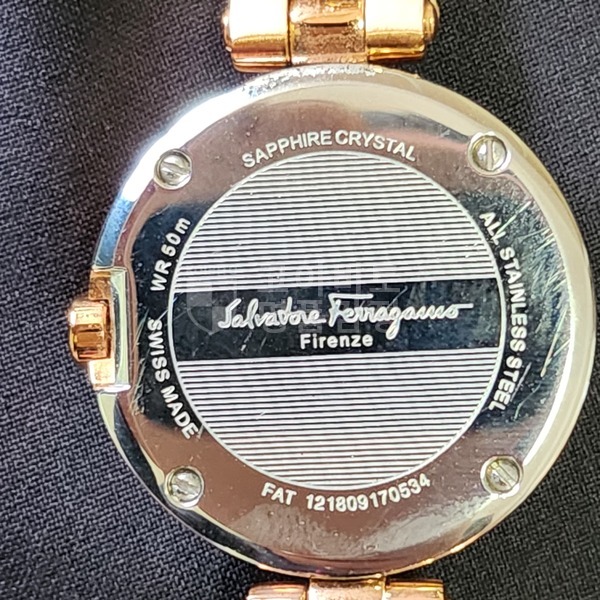 SAPPHIRE CRYSTAL
ALL STAINLESS STEEL
WR 50m
Salvatore Ferragamo
Firenze
SWISS MADE
FAT 121809170534